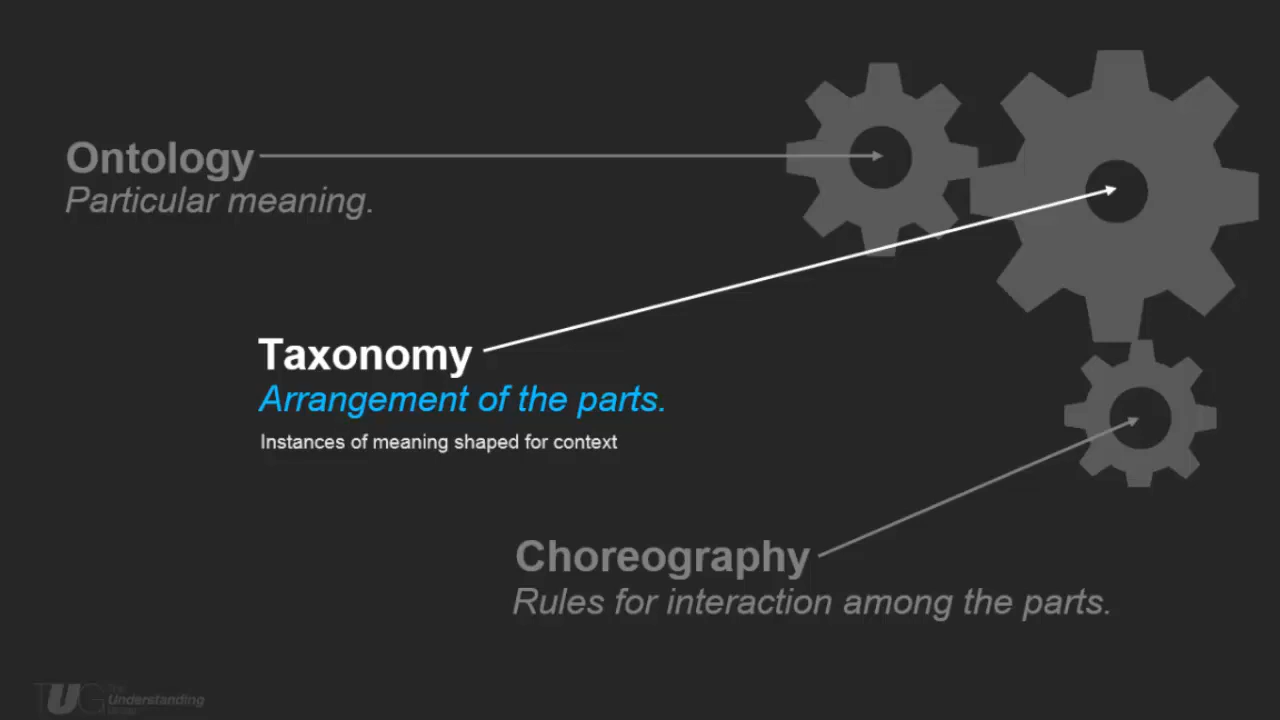 Ontology
Particular meaning.
Taxonomy
Arrangement of the parts.
Instances of meaning shaped for context
Choreography
Rules for interaction among the parts.
TUG
Understanding